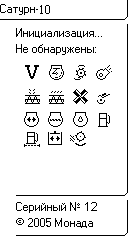 Сатурн-10
Инициализация...
Не обнаружены:
Серийный № 12
© 2005 Монада